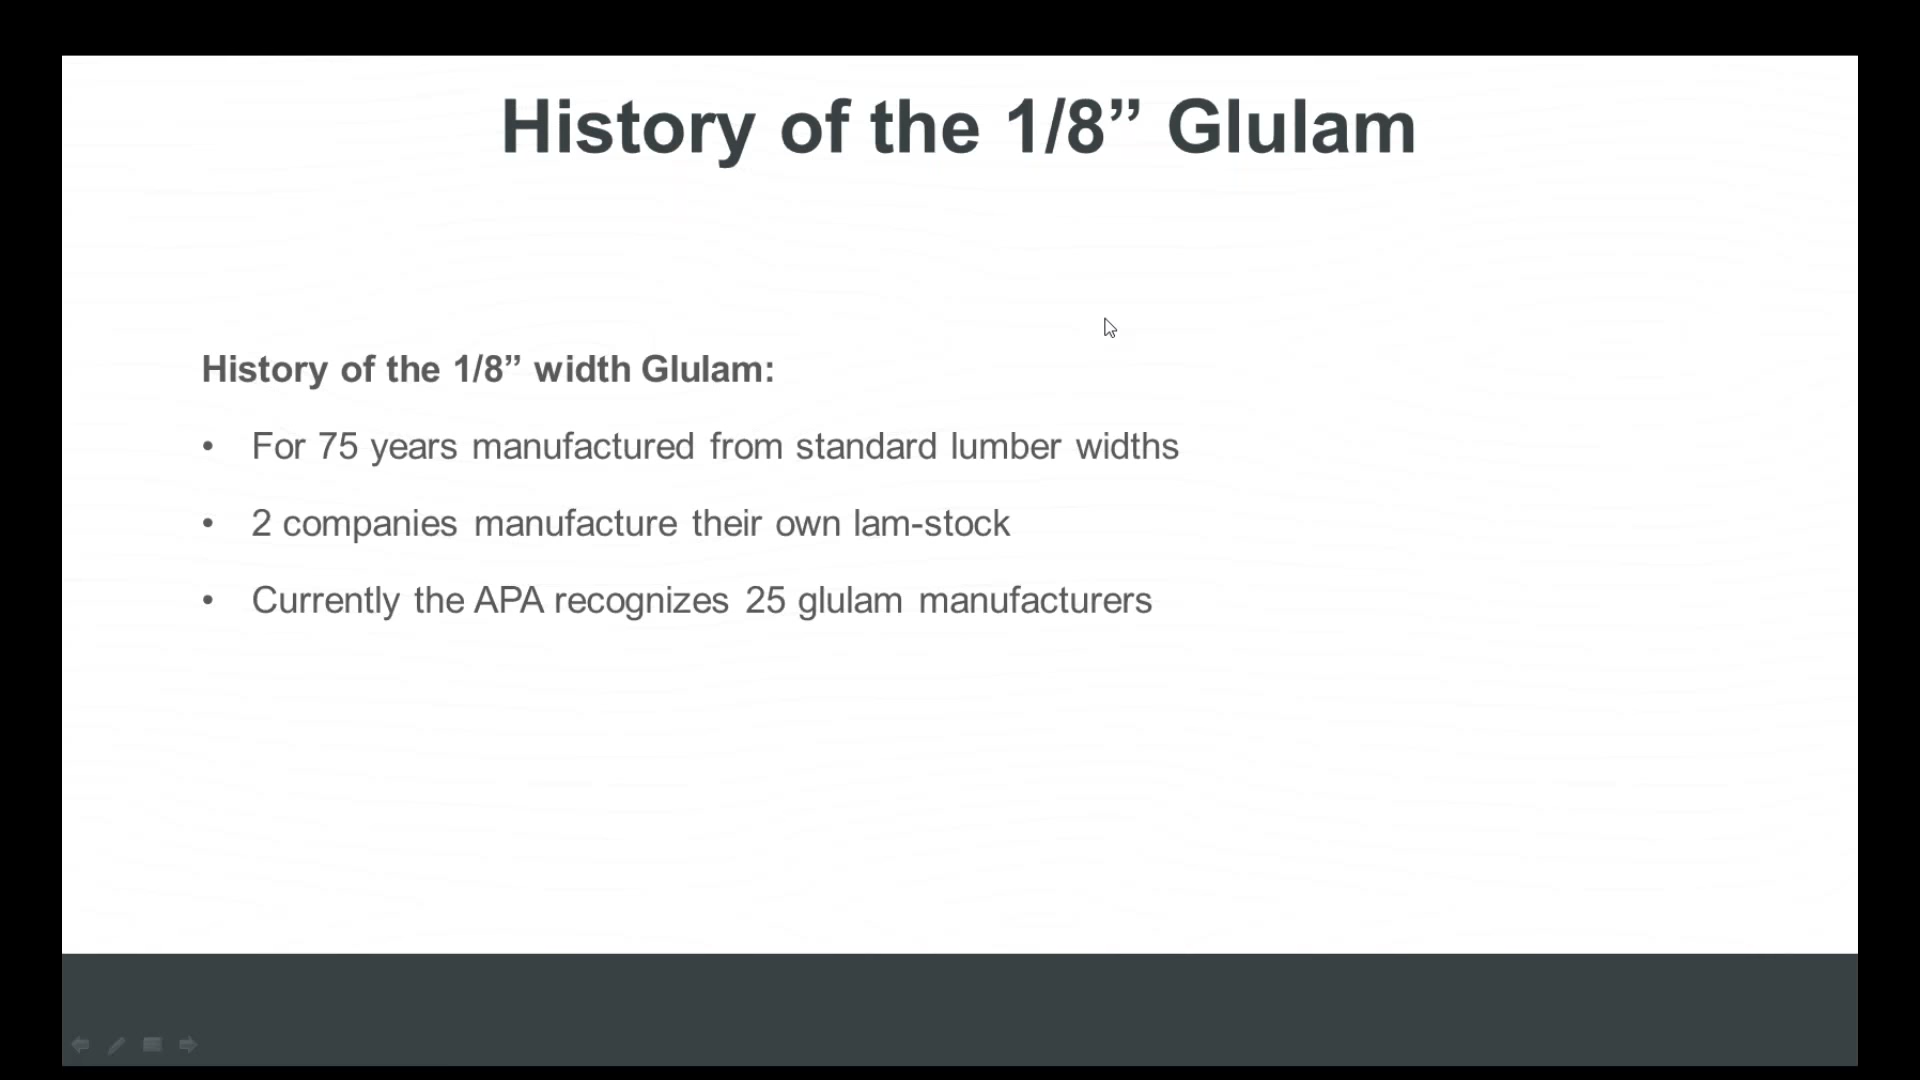 History of the 1/8” Glulam
History of the 1/8” width Glulam:
• For 75 years manufactured from standard lumber widths
• 2 companies manufacture their own lam-stock
• Currently the APA recognizes 25 glulam manufacturers